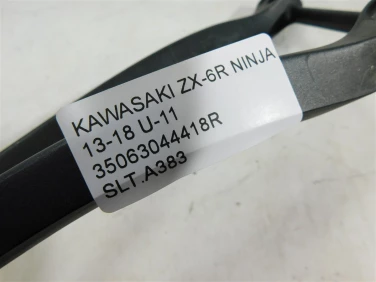 KAWASAKI ZX-6R NINJA
13-18 U-11
35063044418R
SLT.A383